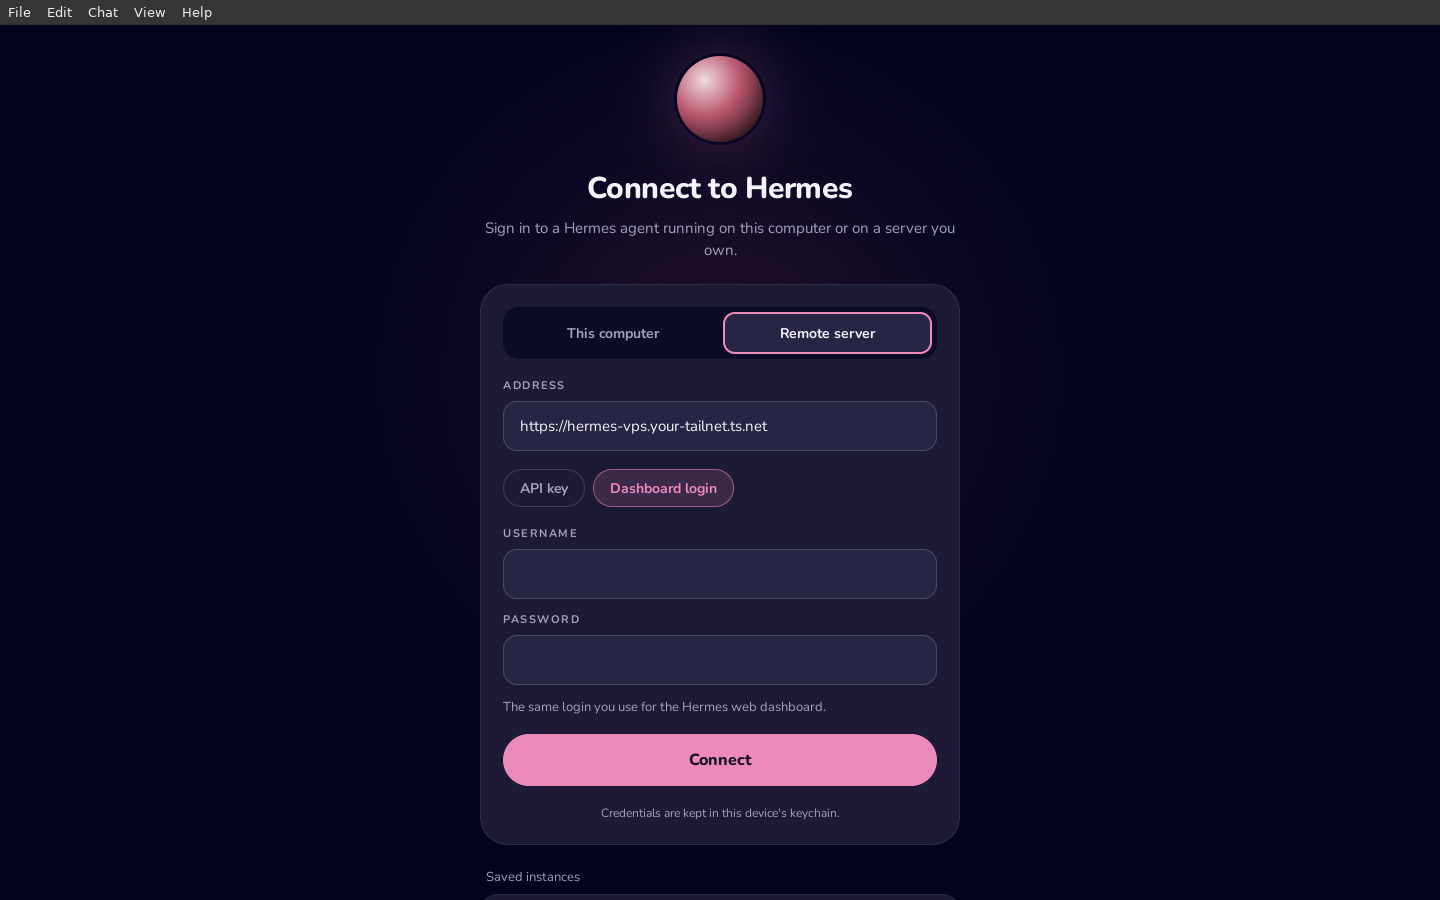 File Edit Chat View Help
Connect to Hermes
Sign in to a Hermes agent running on this computer or on a server you
own.
This computer Remote server
ADDRESS
https://hermes-vps.your-tailnet.ts.net
API key Dashboard login
USERNAME
PASSWORD
The same login you use for the Hermes web dashboard.
Connect
Credentials are kept in this device's keychain.
Saved instances